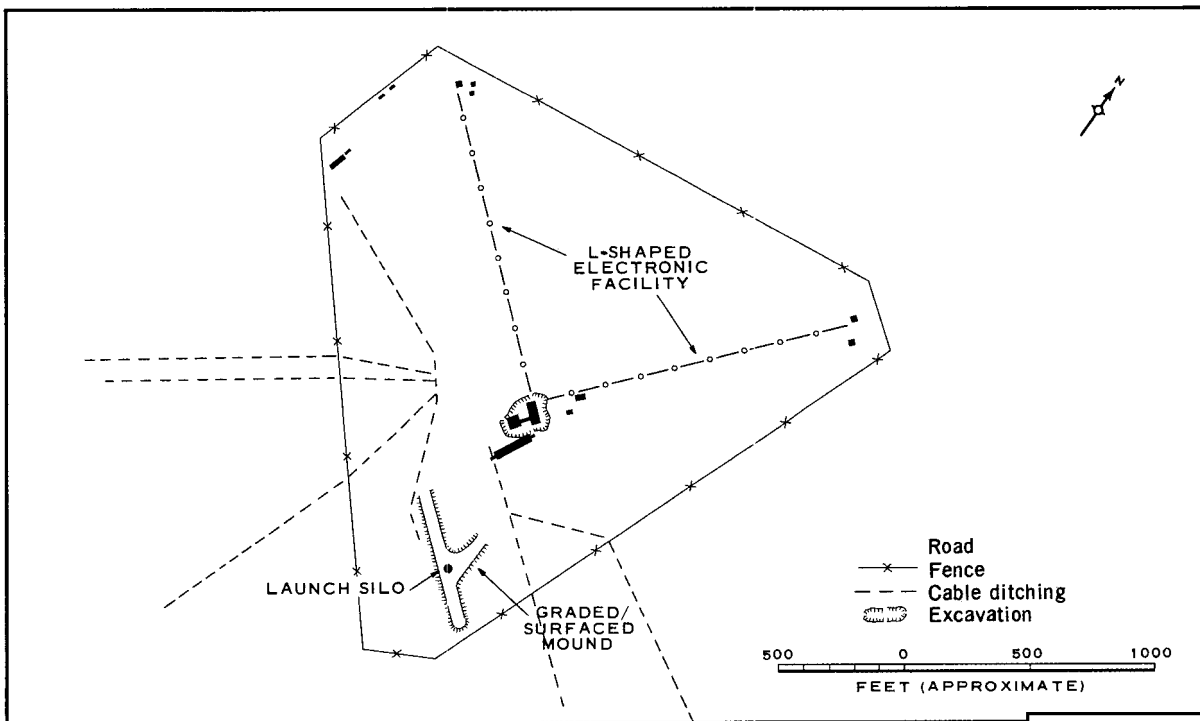 N
L-SHAPED
ELECTRONIC
FACILITY
LAUNCH SILO
GRADED/
SURFACED
MOUND
Road
Fence
Cable ditching
Excavation
500 0 500 1000
FEET (APPROXIMATE)